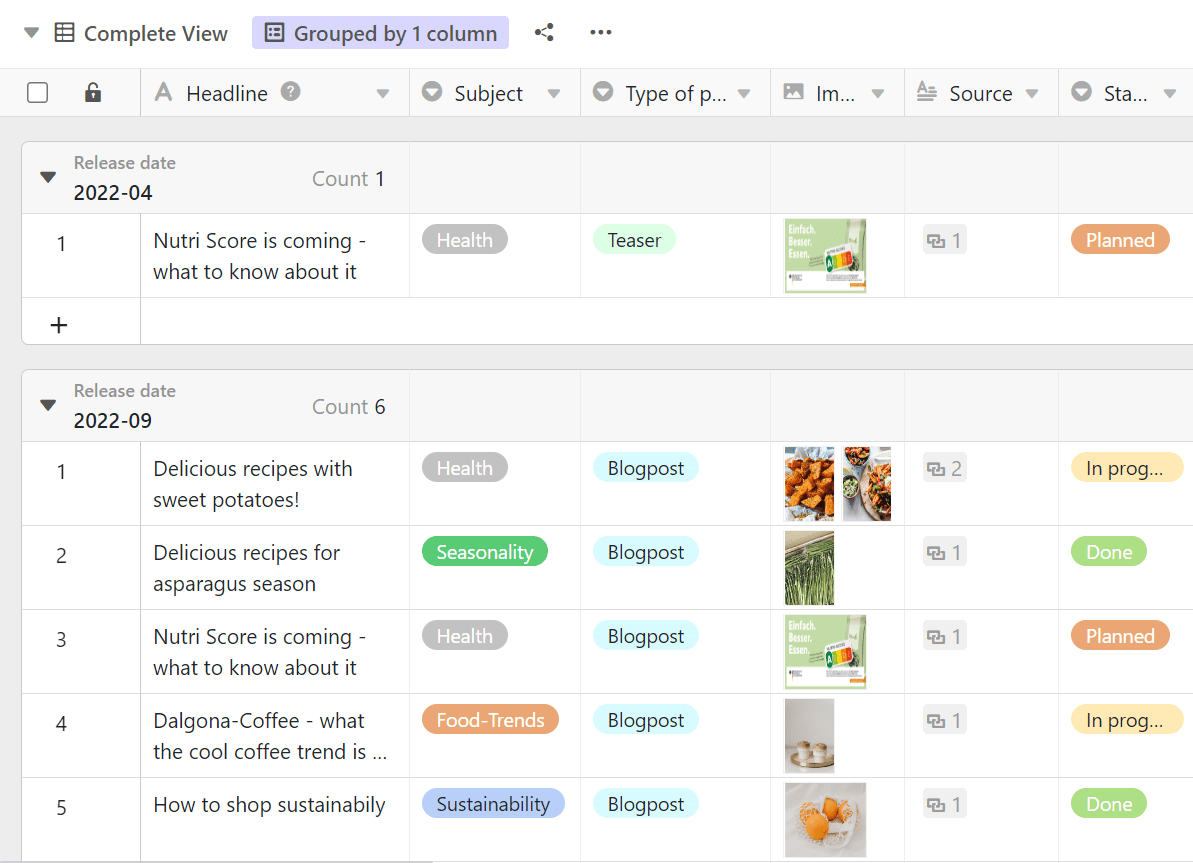 Complete View Grouped by 1 column
Headline Subject Type of p... Im... Source Sta...
Release date
2022-04 Count 1
1 Nutri Score is coming - Health Teaser 1 Planned
what to know about it
Einfach.
Besser.
Essen.
Release date
2022-09 Count 6
1 Delicious recipes with Health Blogpost 2 In prog...
sweet potatoes!
2 Delicious recipes for Seasonality Blogpost 1 Done
asparagus season
3 Nutri Score is coming - Health Blogpost 1 Planned
what to know about it
Einfach.
Besser.
Essen.
4 Dalgona-Coffee - what Food-Trends Blogpost 1 In prog...
the cool coffee trend is ...
5 How to shop sustainabily Sustainability Blogpost 1 Done